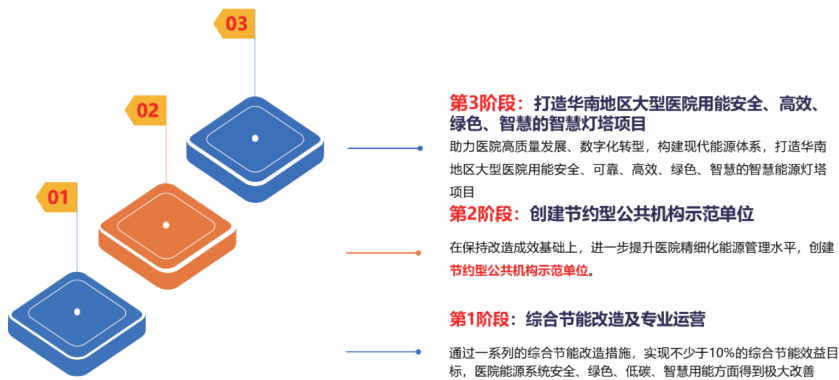 03
02
01
第3阶段：打造华南地区大型医院用能安全、高效、
绿色、智慧的智慧灯塔项目
助力医院高质量发展、数字化转型，构建现代能源体系，打造华南
地区大型医院用能安全、可靠、高效、绿色、智慧的智慧能源灯塔
项目
第2阶段：创建节约型公共机构示范单位
在保持改造成效基础上，进一步提升医院精细化能源管理水平，创建
节约型公共机构示范单位。
第1阶段：综合节能改造及专业运营
通过一系列的综合节能改造措施，实现不少于10%的综合节能效益目
标，医院能源系统安全、绿色、低碳、智慧用能方面得到极大改善